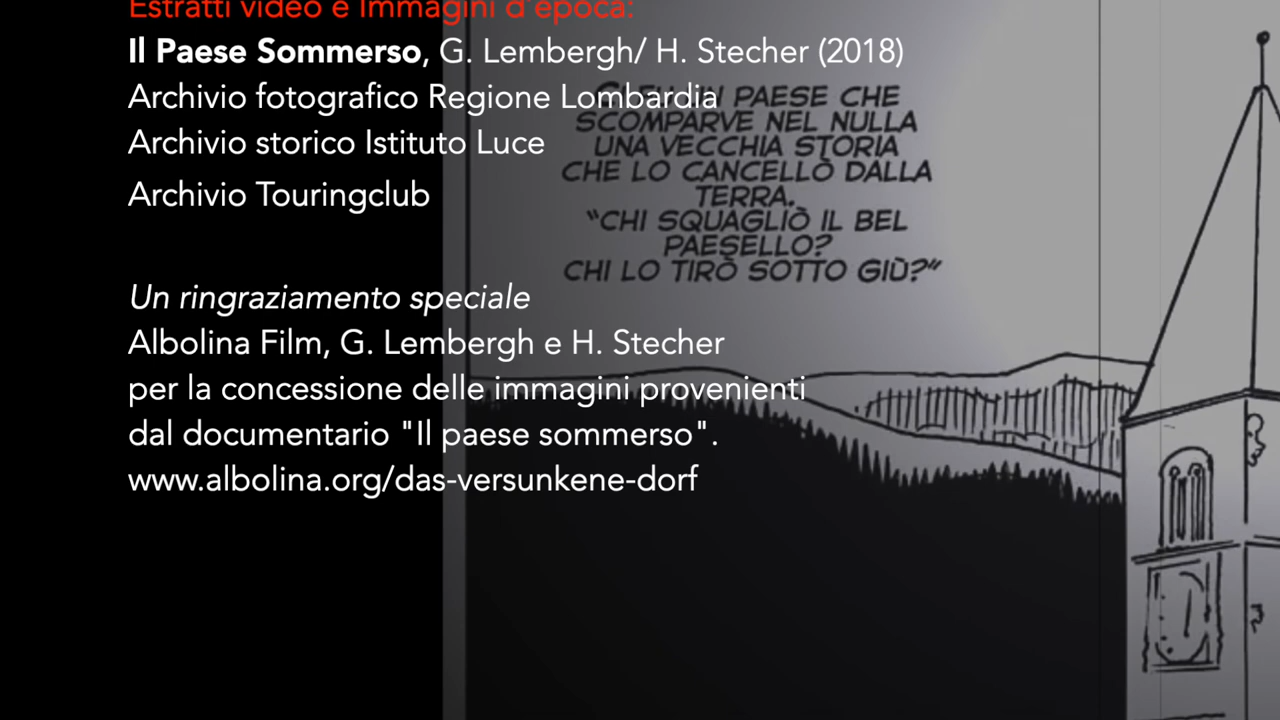 Estratti video e Immagini d'epoca:
Il Paese Sommerso, G. Lembergh/ H. Stecher (2018)
Archivio fotografico Regione Lombardia
Archivio storico Istituto Luce
Archivio Touringclub
Un ringraziamento speciale
Albolina Film, G. Lembergh e H. Stecher
per la concessione delle immagini provenienti
dal documentario "Il paese sommerso".
www.albolina.org/das-versunkene-dorf
UN PAESE CHE
SCOMPARVE NEL NULLA
UNA VECCHIA STORIA
CHE LO CANCELLÒ DALLA
TERRA.
"CHI SQUAGLIÒ IL BEL
PAESELLO?
CHI LO TIRÒ SOTTO GIÙ?"